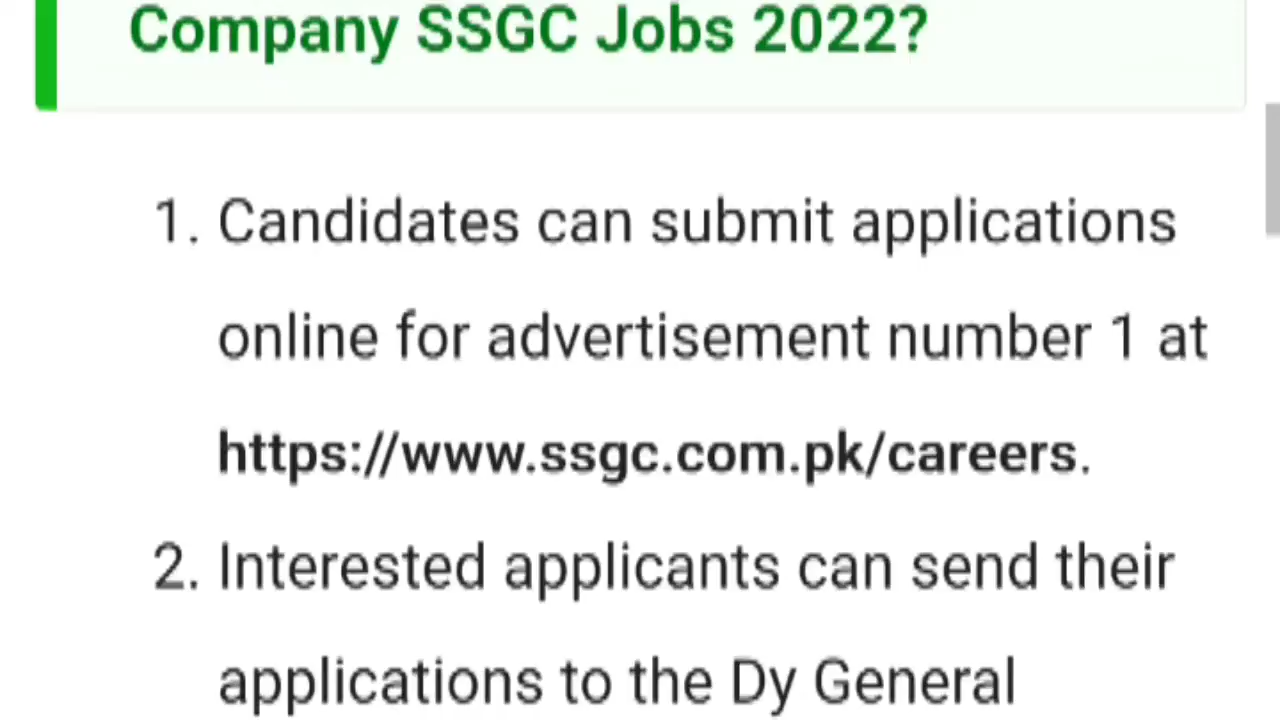 Company SSGC Jobs 2022?
1. Candidates can submit applications
online for advertisement number 1 at
https://www.ssgc.com.pk/careers.
2. Interested applicants can send their
applications to the Dy General